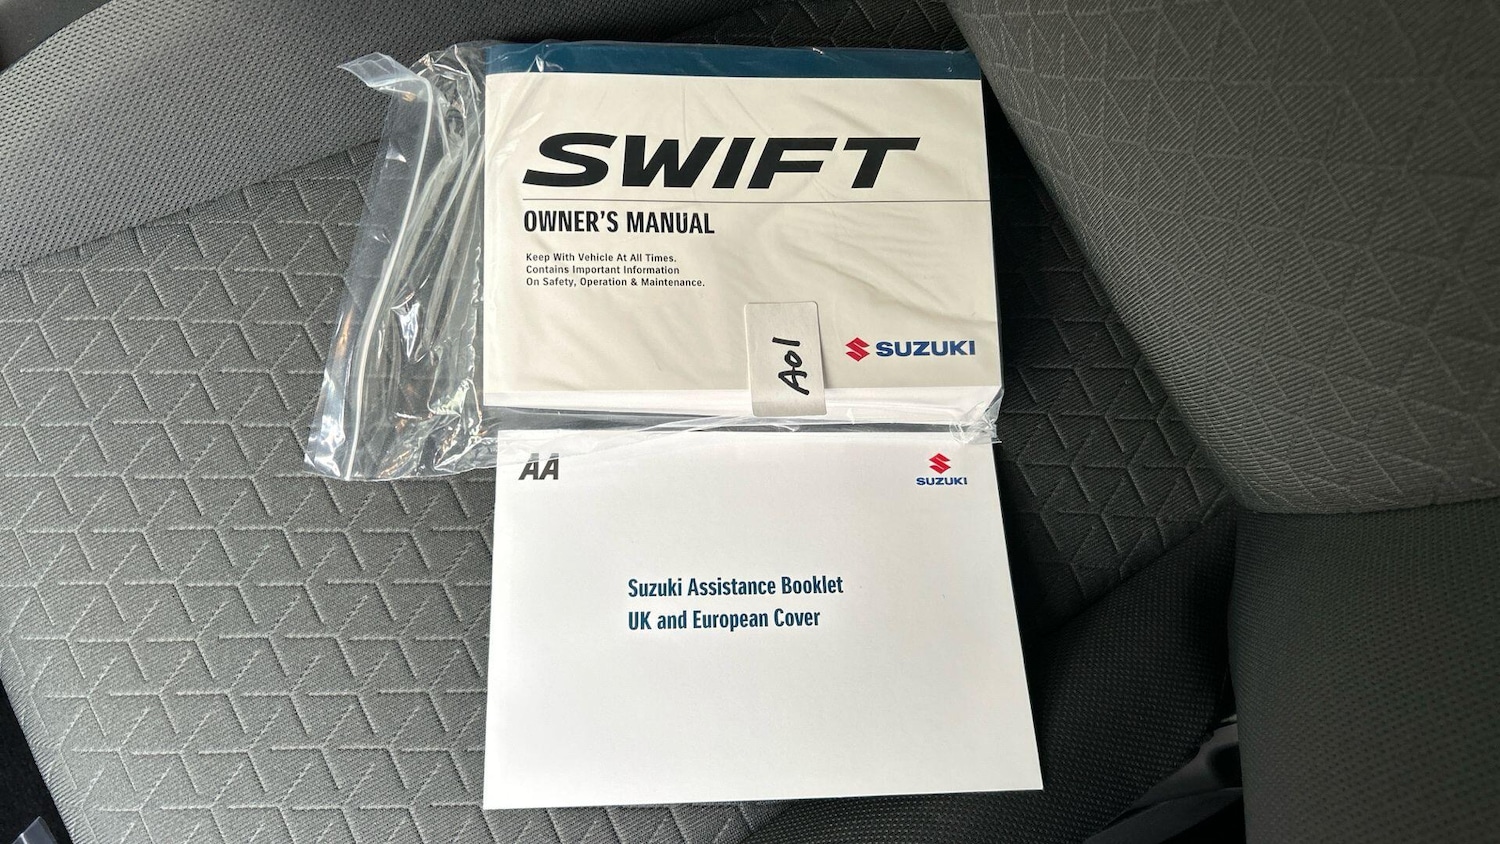 SWIFT
OWNER'S MANUAL
Keep With Vehicle At All Times.
Contains Important Information
On Safety, Operation & Maintenance.
A01
SUZUKI
AA
SUZUKI
Suzuki Assistance Booklet
UK and European Cover